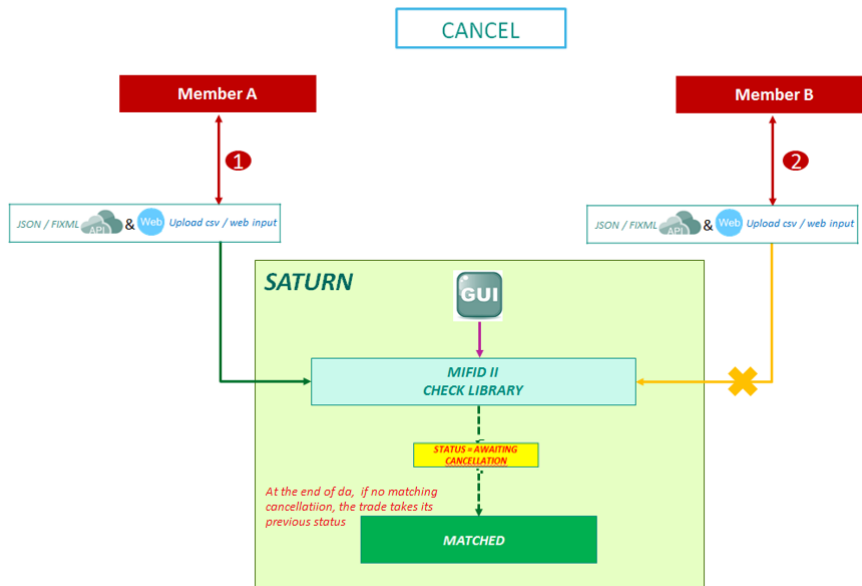 CANCEL
Member A
Member B
1
2
JSON / FIXML API & Web Upload csv / web input
JSON / FIXML API & Web Upload csv / web input
SATURN
GUI
MIFID II
CHECK LIBRARY
STATUS = AWAITING
CANCELLATION
At the end of da, if no matching
cancellatiion, the trade takes its
previous status
MATCHED